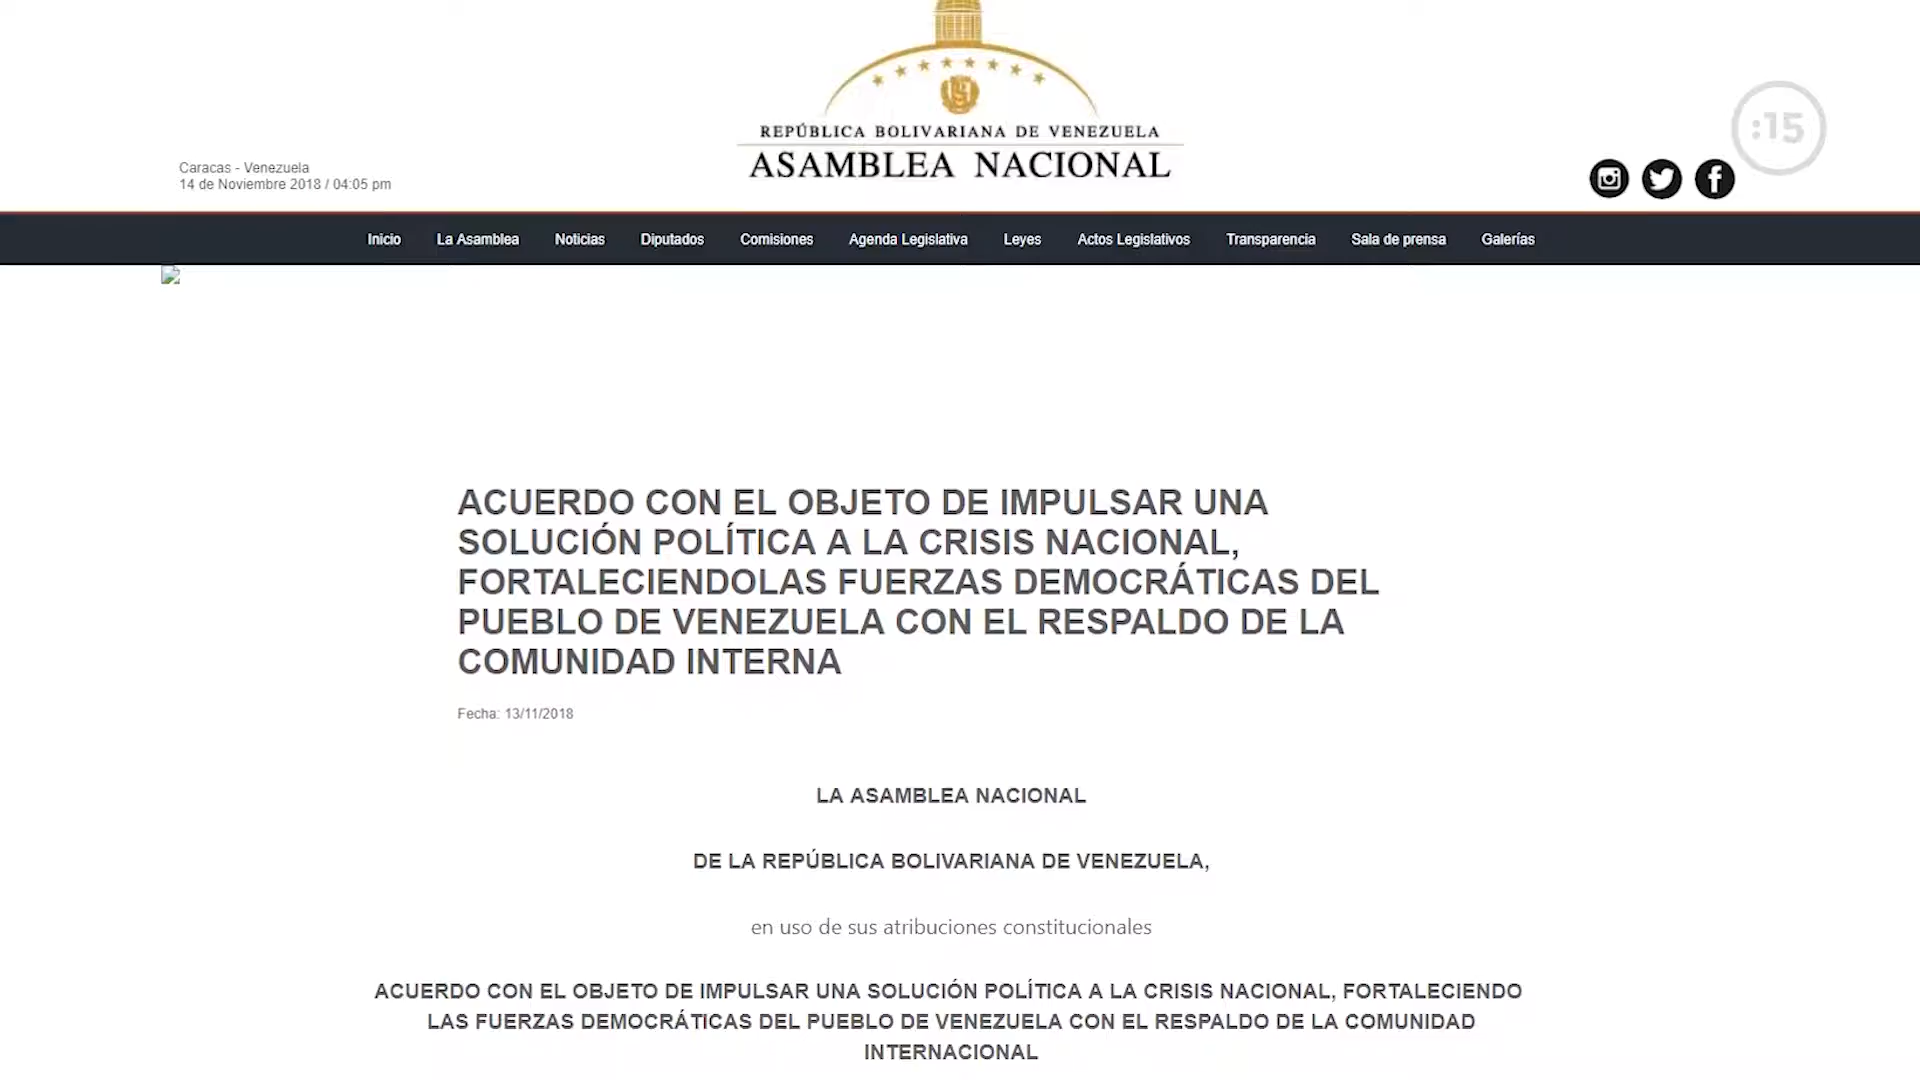 REPÚBLICA BOLIVARIANA DE VENEZUELA
ASAMBLEA NACIONAL
:15
Caracas - Venezuela
14 de Noviembre 2018 / 04:05 pm
Inicio La Asamblea Noticias Diputados Comisiones Agenda Legislativa Leyes Actos Legislativos Transparencia Sala de prensa Galerías
ACUERDO CON EL OBJETO DE IMPULSAR UNA
SOLUCIÓN POLÍTICA A LA CRISIS NACIONAL,
FORTALECIENDOLAS FUERZAS DEMOCRÁTICAS DEL
PUEBLO DE VENEZUELA CON EL RESPALDO DE LA
COMUNIDAD INTERNA
Fecha: 13/11/2018
LA ASAMBLEA NACIONAL
DE LA REPÚBLICA BOLIVARIANA DE VENEZUELA,
en uso de sus atribuciones constitucionales
ACUERDO CON EL OBJETO DE IMPULSAR UNA SOLUCIÓN POLÍTICA A LA CRISIS NACIONAL, FORTALECIENDO
LAS FUERZAS DEMOCRÁTICAS DEL PUEBLO DE VENEZUELA CON EL RESPALDO DE LA COMUNIDAD
INTERNACIONAL